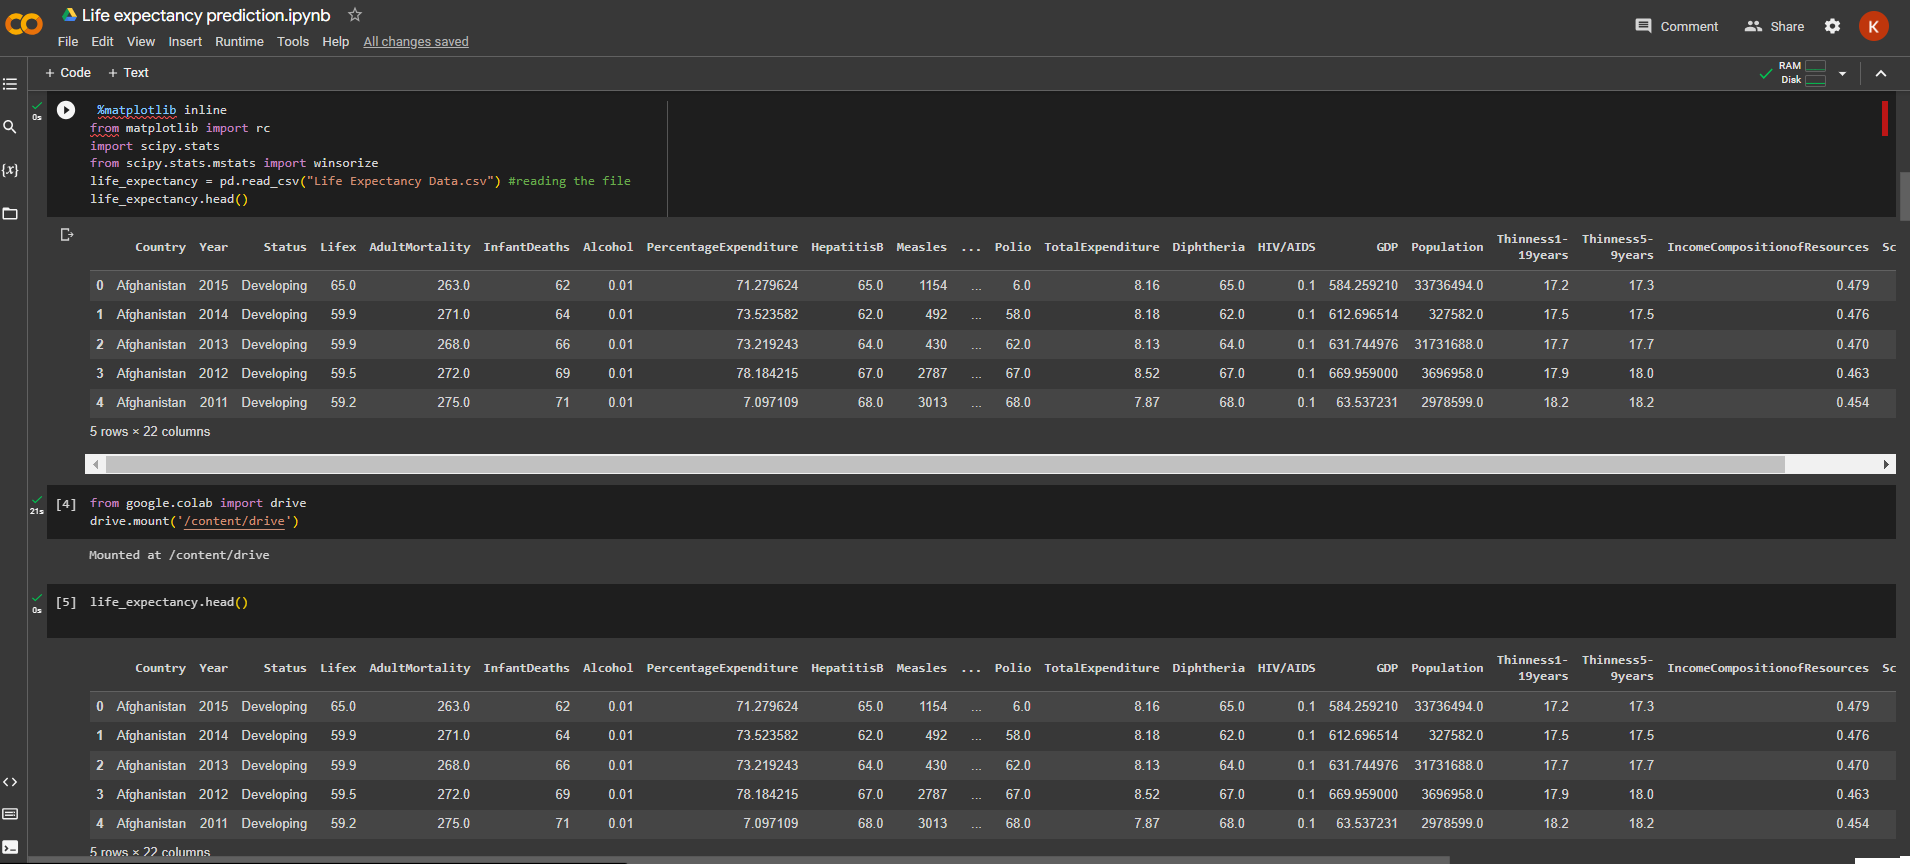 Life expectancy prediction.ipynb
File Edit View Insert Runtime Tools Help All changes saved
Comment Share K
+ Code + Text
RAM
Disk
0s
%matplotlib inline
from matplotlib import rc
import scipy.stats
from scipy.stats.mstats import winsorize
life_expectancy = pd.read_csv("Life Expectancy Data.csv") #reading the file
life_expectancy.head()
Country Year Status Lifex AdultMortality InfantDeaths Alcohol PercentageExpenditure HepatitisB Measles ... Polio TotalExpenditure Diphtheria HIV/AIDS GDP Population Thinness1-19years Thinness5-9years IncomeCompositionofResources Sc
0 Afghanistan 2015 Developing 65.0 263.0 62 0.01 71.279624 65.0 1154 ... 6.0 8.16 65.0 0.1 584.259210 33736494.0 17.2 17.3 0.479
1 Afghanistan 2014 Developing 59.9 271.0 64 0.01 73.523582 62.0 492 ... 58.0 8.18 62.0 0.1 612.696514 327582.0 17.5 17.5 0.476
2 Afghanistan 2013 Developing 59.9 268.0 66 0.01 73.219243 64.0 430 ... 62.0 8.13 64.0 0.1 631.744976 31731688.0 17.7 17.7 0.470
3 Afghanistan 2012 Developing 59.5 272.0 69 0.01 78.184215 67.0 2787 ... 67.0 8.52 67.0 0.1 669.959000 3696958.0 17.9 18.0 0.463
4 Afghanistan 2011 Developing 59.2 275.0 71 0.01 7.097109 68.0 3013 ... 68.0 7.87 68.0 0.1 63.537231 2978599.0 18.2 18.2 0.454
5 rows × 22 columns
21s
[4] from google.colab import drive
drive.mount('/content/drive')
Mounted at /content/drive
0s
[5] life_expectancy.head()
Country Year Status Lifex AdultMortality InfantDeaths Alcohol PercentageExpenditure HepatitisB Measles ... Polio TotalExpenditure Diphtheria HIV/AIDS GDP Population Thinness1-19years Thinness5-9years IncomeCompositionofResources Sc
0 Afghanistan 2015 Developing 65.0 263.0 62 0.01 71.279624 65.0 1154 ... 6.0 8.16 65.0 0.1 584.259210 33736494.0 17.2 17.3 0.479
1 Afghanistan 2014 Developing 59.9 271.0 64 0.01 73.523582 62.0 492 ... 58.0 8.18 62.0 0.1 612.696514 327582.0 17.5 17.5 0.476
2 Afghanistan 2013 Developing 59.9 268.0 66 0.01 73.219243 64.0 430 ... 62.0 8.13 64.0 0.1 631.744976 31731688.0 17.7 17.7 0.470
3 Afghanistan 2012 Developing 59.5 272.0 69 0.01 78.184215 67.0 2787 ... 67.0 8.52 67.0 0.1 669.959000 3696958.0 17.9 18.0 0.463
4 Afghanistan 2011 Developing 59.2 275.0 71 0.01 7.097109 68.0 3013 ... 68.0 7.87 68.0 0.1 63.537231 2978599.0 18.2 18.2 0.454
5 rows × 22 columns